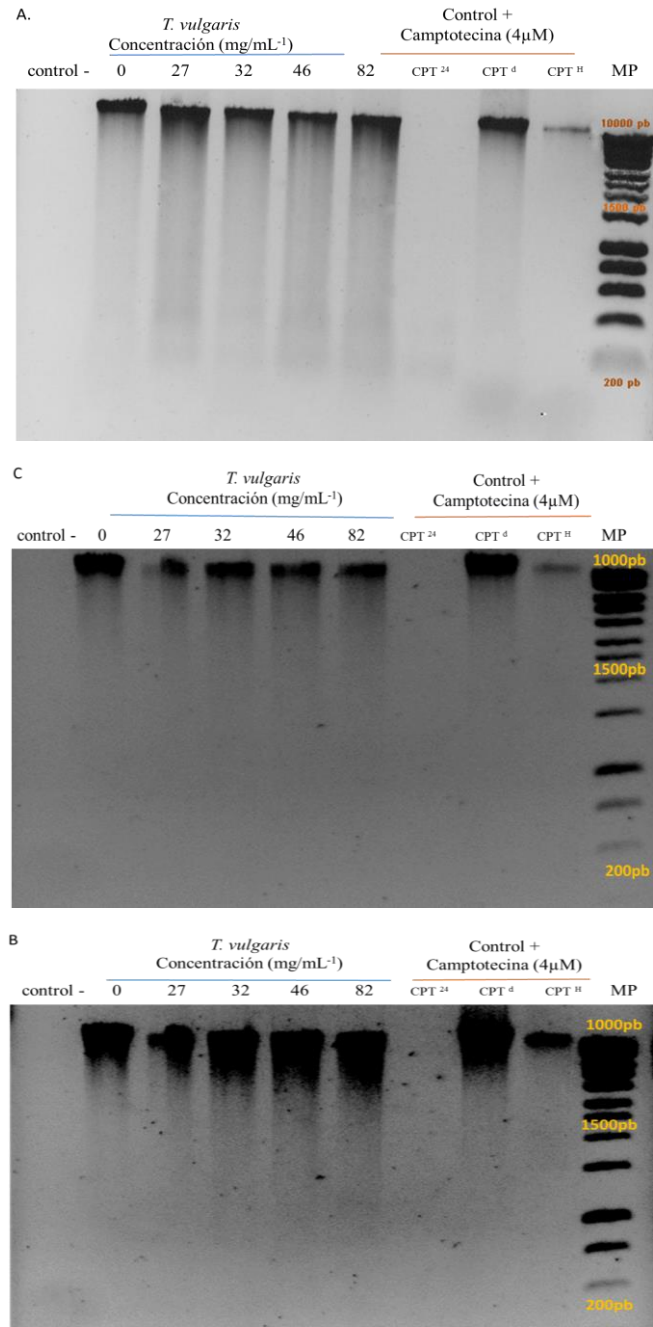 A.
T. vulgaris
Concentración (mg/mL-1)
Control +
Camptotecina (4µM)
control - 0 27 32 46 82 CPT 24 CPT d CPT H MP
10000 pb
1500 pb
200 pb
C
T. vulgaris
Concentración (mg/mL-1)
Control +
Camptotecina (4µM)
control - 0 27 32 46 82 CPT 24 CPT d CPT H MP
1000pb
1500pb
200pb
B
T. vulgaris
Concentración (mg/mL-1)
Control +
Camptotecina (4µM)
control - 0 27 32 46 82 CPT 24 CPT d CPT H MP
1000pb
1500pb
200pb